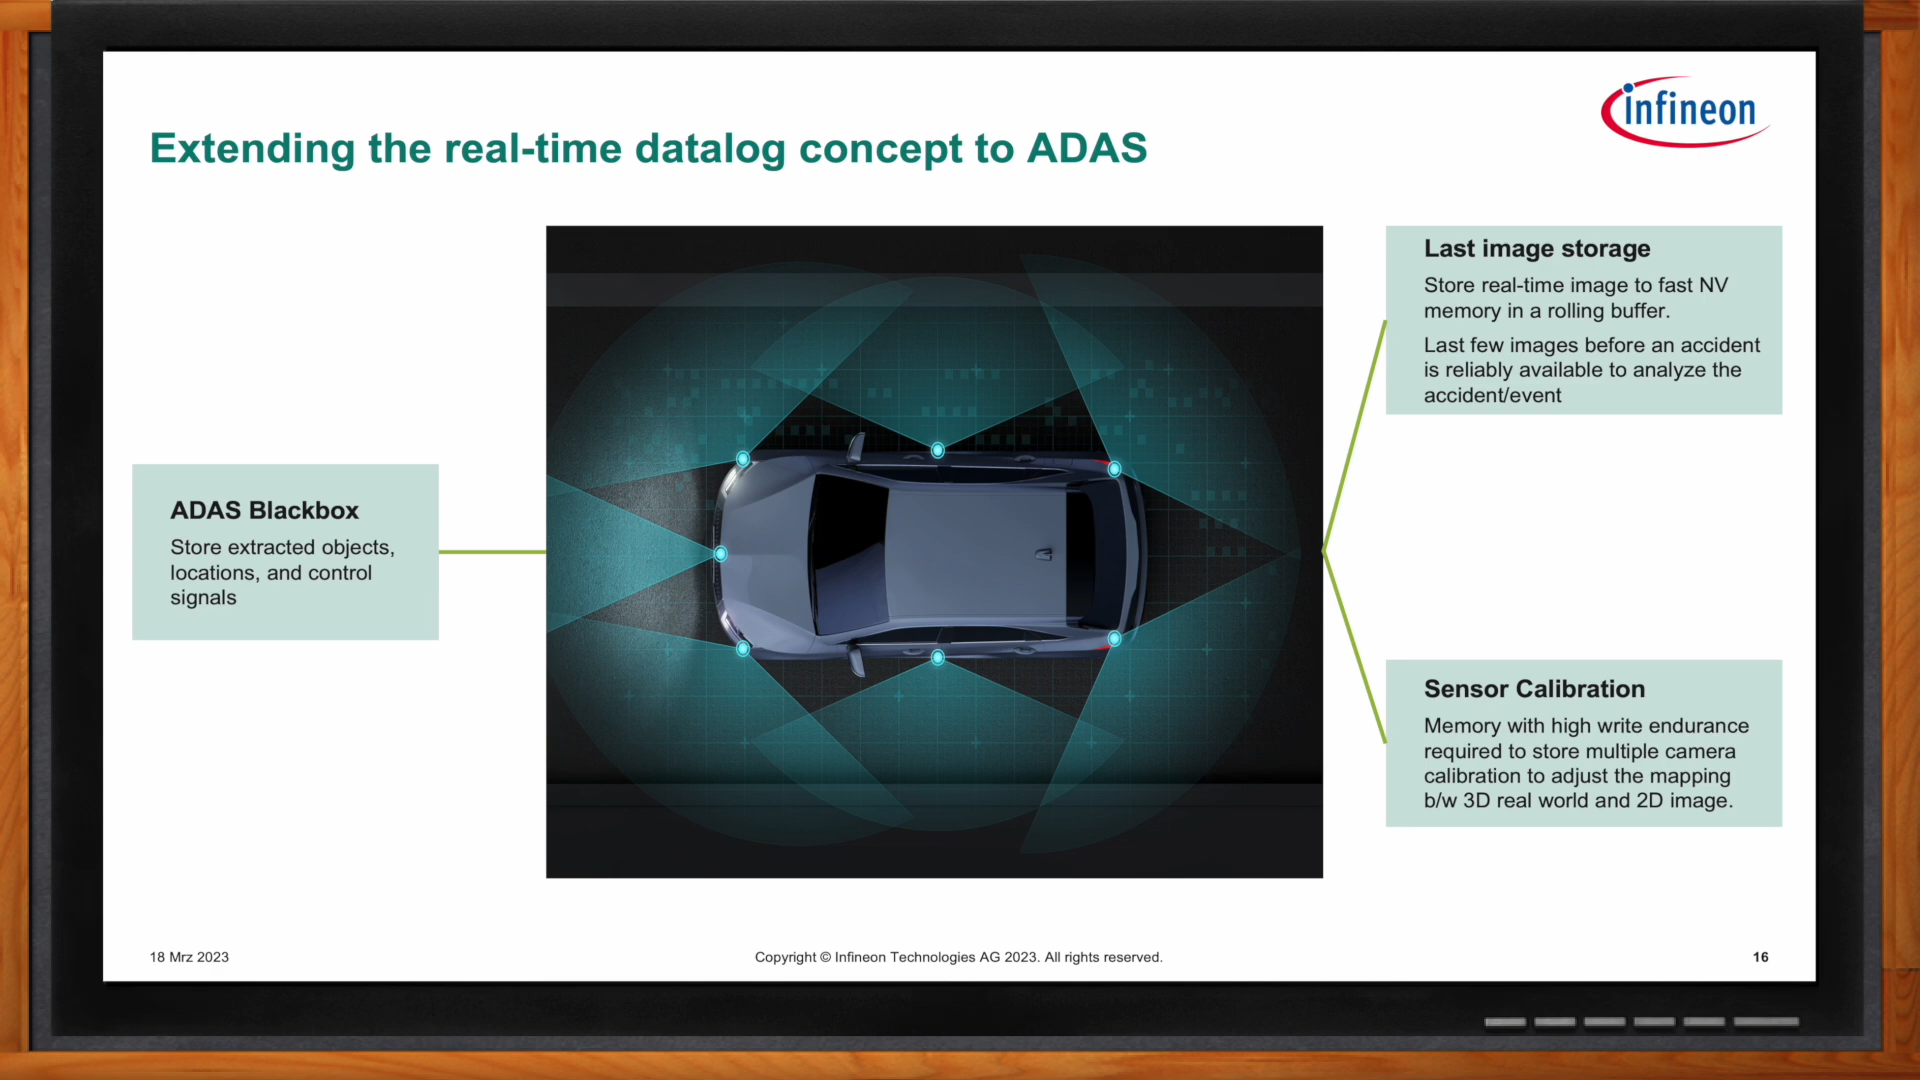 infineon
Extending the real-time datalog concept to ADAS
ADAS Blackbox
Store extracted objects,
locations, and control
signals
Last image storage
Store real-time image to fast NV
memory in a rolling buffer.
Last few images before an accident
is reliably available to analyze the
accident/event
Sensor Calibration
Memory with high write endurance
required to store multiple camera
calibration to adjust the mapping
b/w 3D real world and 2D image.
18 Mrz 2023
Copyright © Infineon Technologies AG 2023. All rights reserved.
16